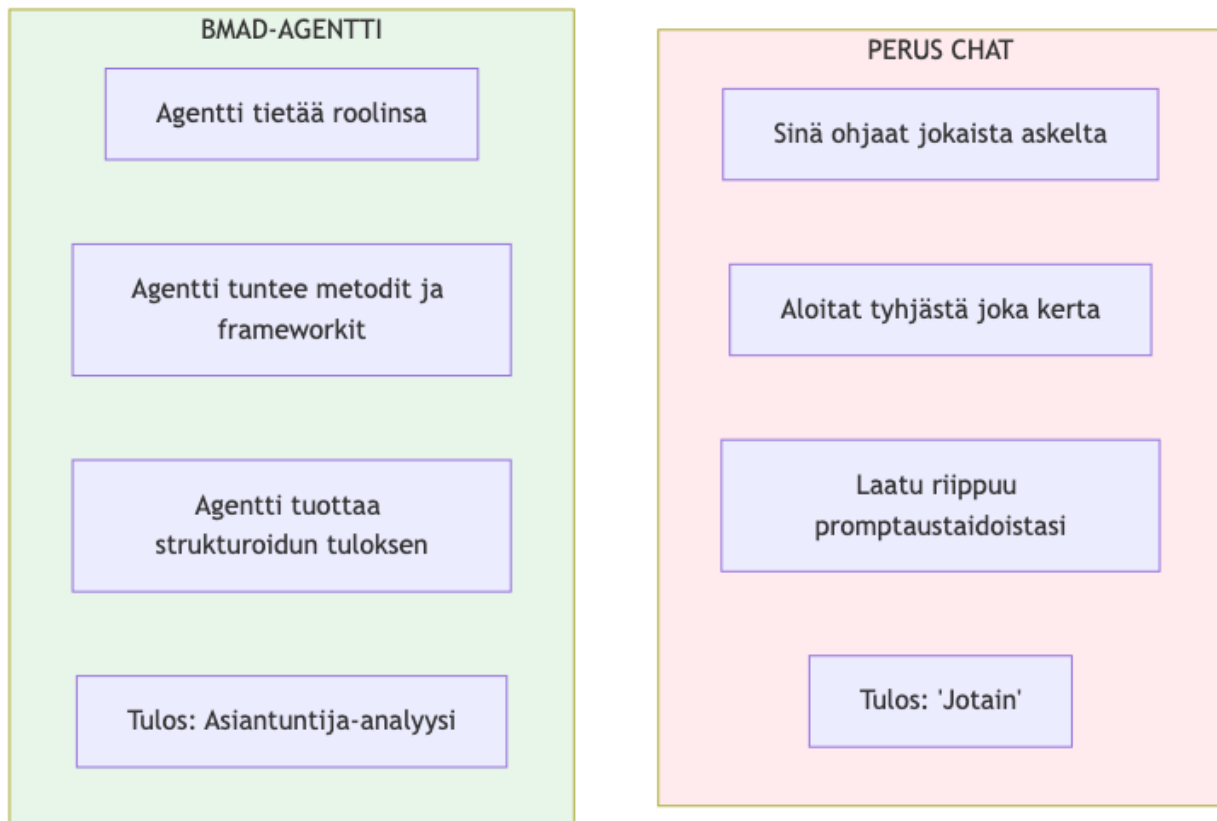 BMAD-AGENTTI
Agentti tietää roolinsa
Agentti tuntee metodit ja
frameworkit
Agentti tuottaa
strukturoidun tuloksen
Tulos: Asiantuntija-analyysi
PERUS CHAT
Sinä ohjaat jokaista askelta
Aloitat tyhjästä joka kerta
Laatu riippuu
promptaustaidoistasi
Tulos: 'Jotain'